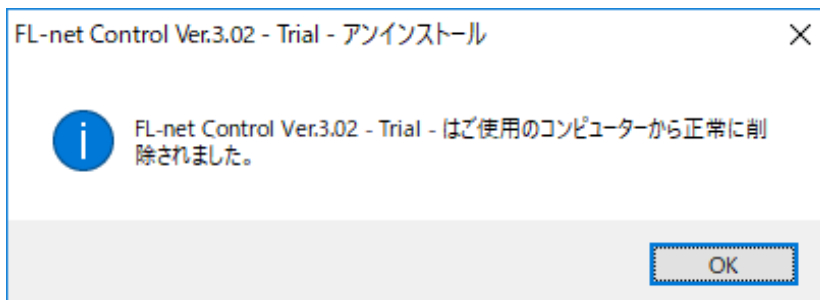 FL-net Control Ver.3.02 - Trial - アンインストール
FL-net Control Ver.3.02 - Trial - はご使用のコンピューターから正常に削
除されました。
OK